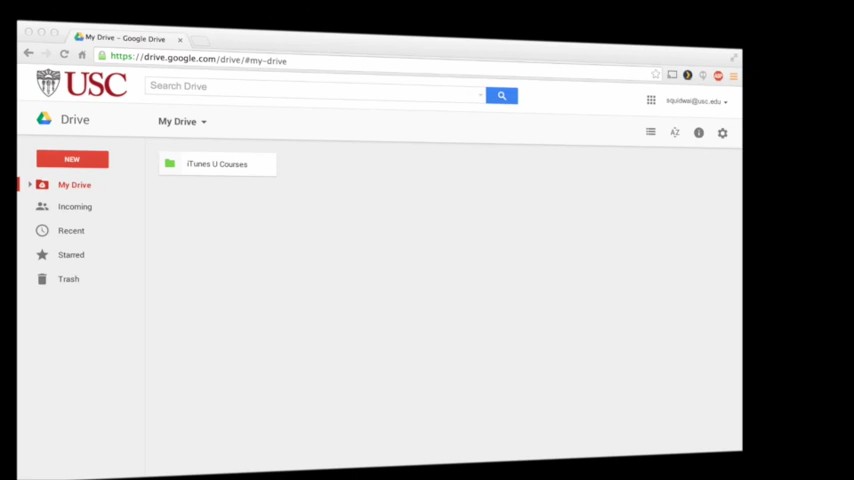 My Drive – Google Drive
https://drive.google.com/drive/#my-drive
USC
Search Drive
squidwai@usc.edu
Drive
My Drive
NEW
iTunes U Courses
My Drive
Incoming
Recent
Starred
Trash